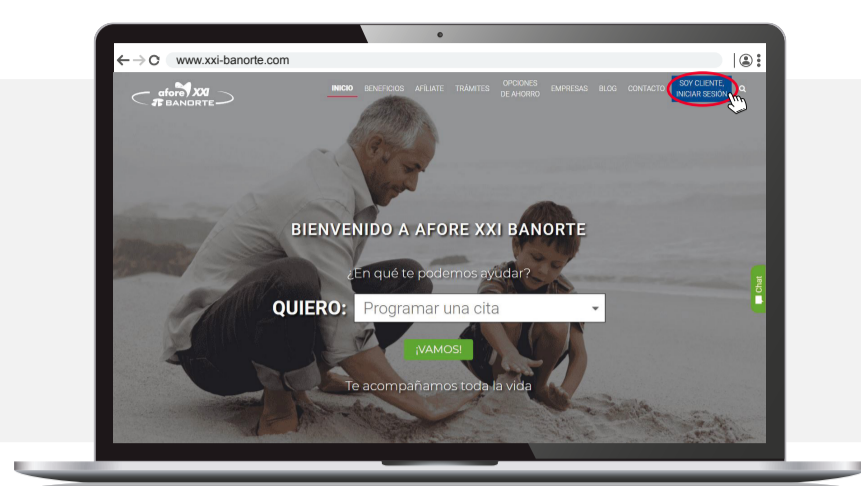 www.xxi-banorte.com
afore XXI
BANORTE
INICIO BENEFICIOS AFÍLIATE TRÁMITES OPCIONES DE AHORRO EMPRESAS BLOG CONTACTO SOY CLIENTE, INICIAR SESIÓN
BIENVENIDO A AFORE XXI BANORTE
¿En qué te podemos ayudar?
QUIERO: Programar una cita
¡VAMOS!
Te acompañamos toda la vida
Chat